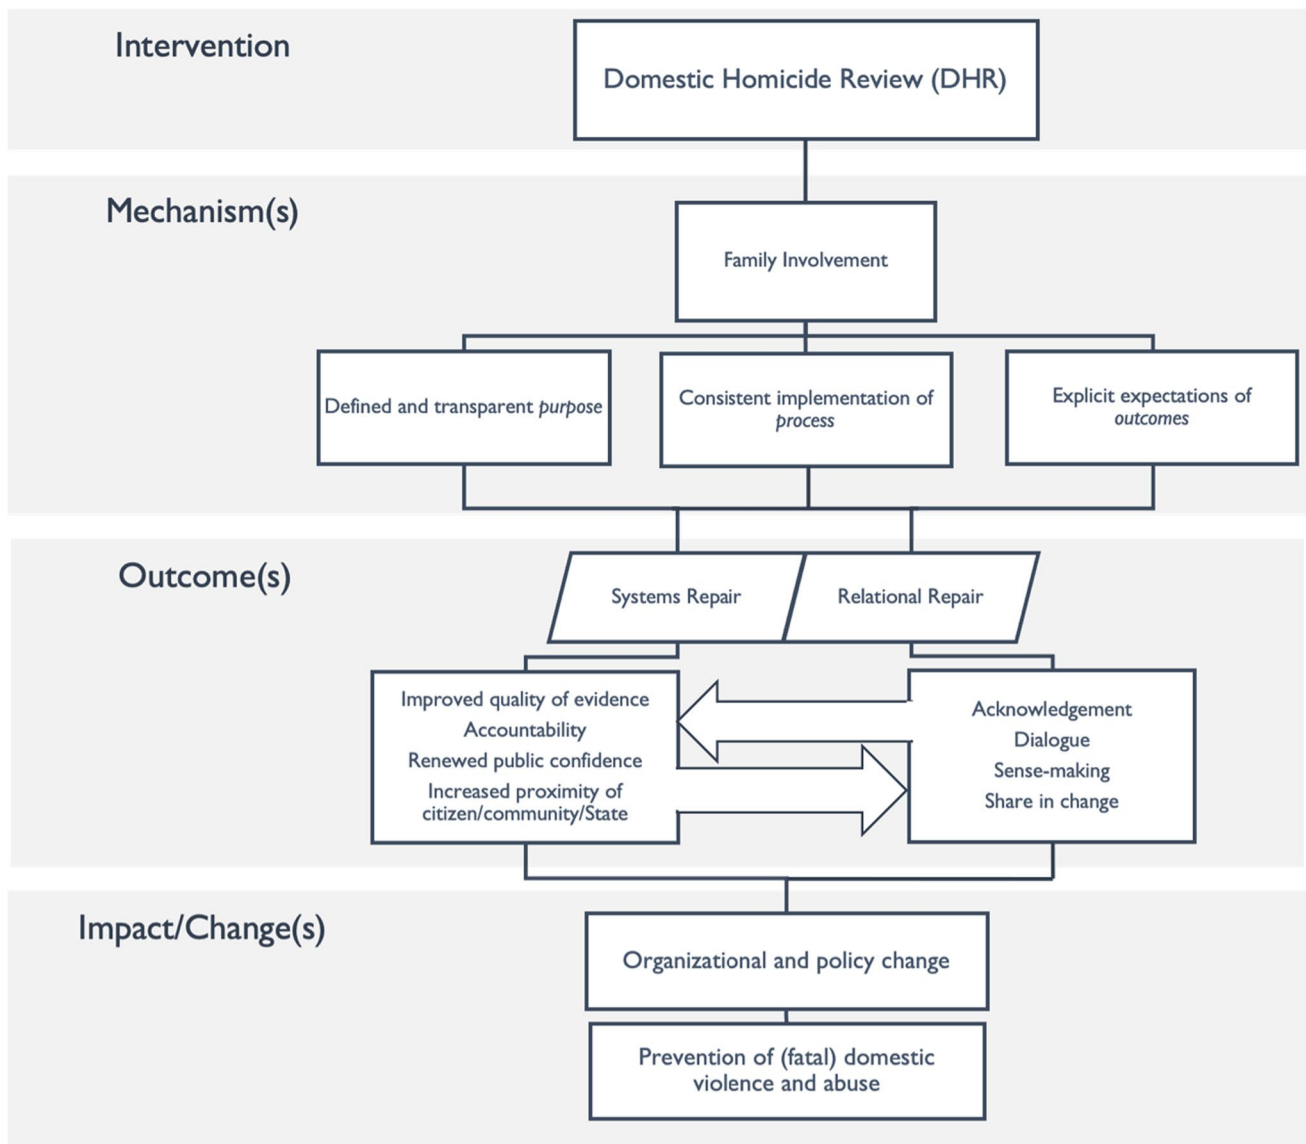 Intervention
Domestic Homicide Review (DHR)
Mechanism(s)
Family Involvement
Defined and transparent purpose
Consistent implementation of
process
Explicit expectations of
outcomes
Outcome(s)
Systems Repair
Relational Repair
Improved quality of evidence
Accountability
Renewed public confidence
Increased proximity of
citizen/community/State
Acknowledgement
Dialogue
Sense-making
Share in change
Impact/Change(s)
Organizational and policy change
Prevention of (fatal) domestic
violence and abuse